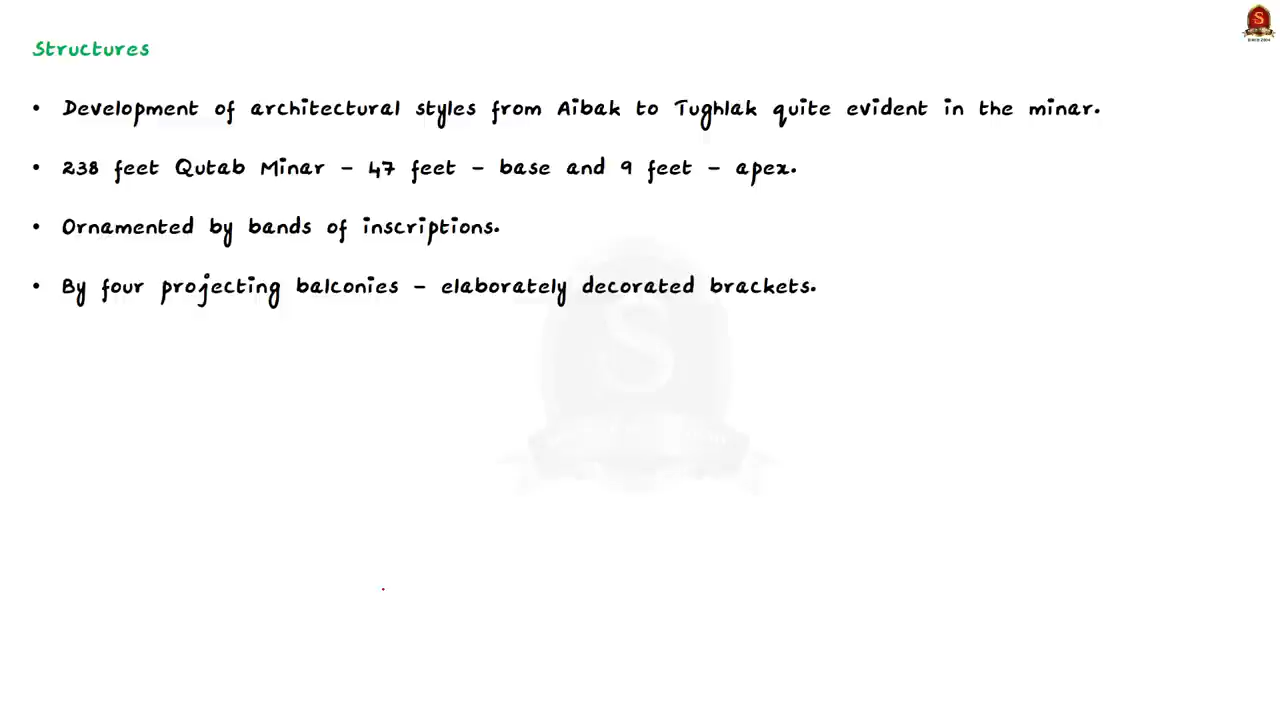 Structures
• Development of architectural styles from Aibak to Tughlak quite evident in the minar.
• 238 feet Qutab Minar – 47 feet – base and 9 feet – apex.
• Ornamented by bands of inscriptions.
• By four projecting balconies – elaborately decorated brackets.
S